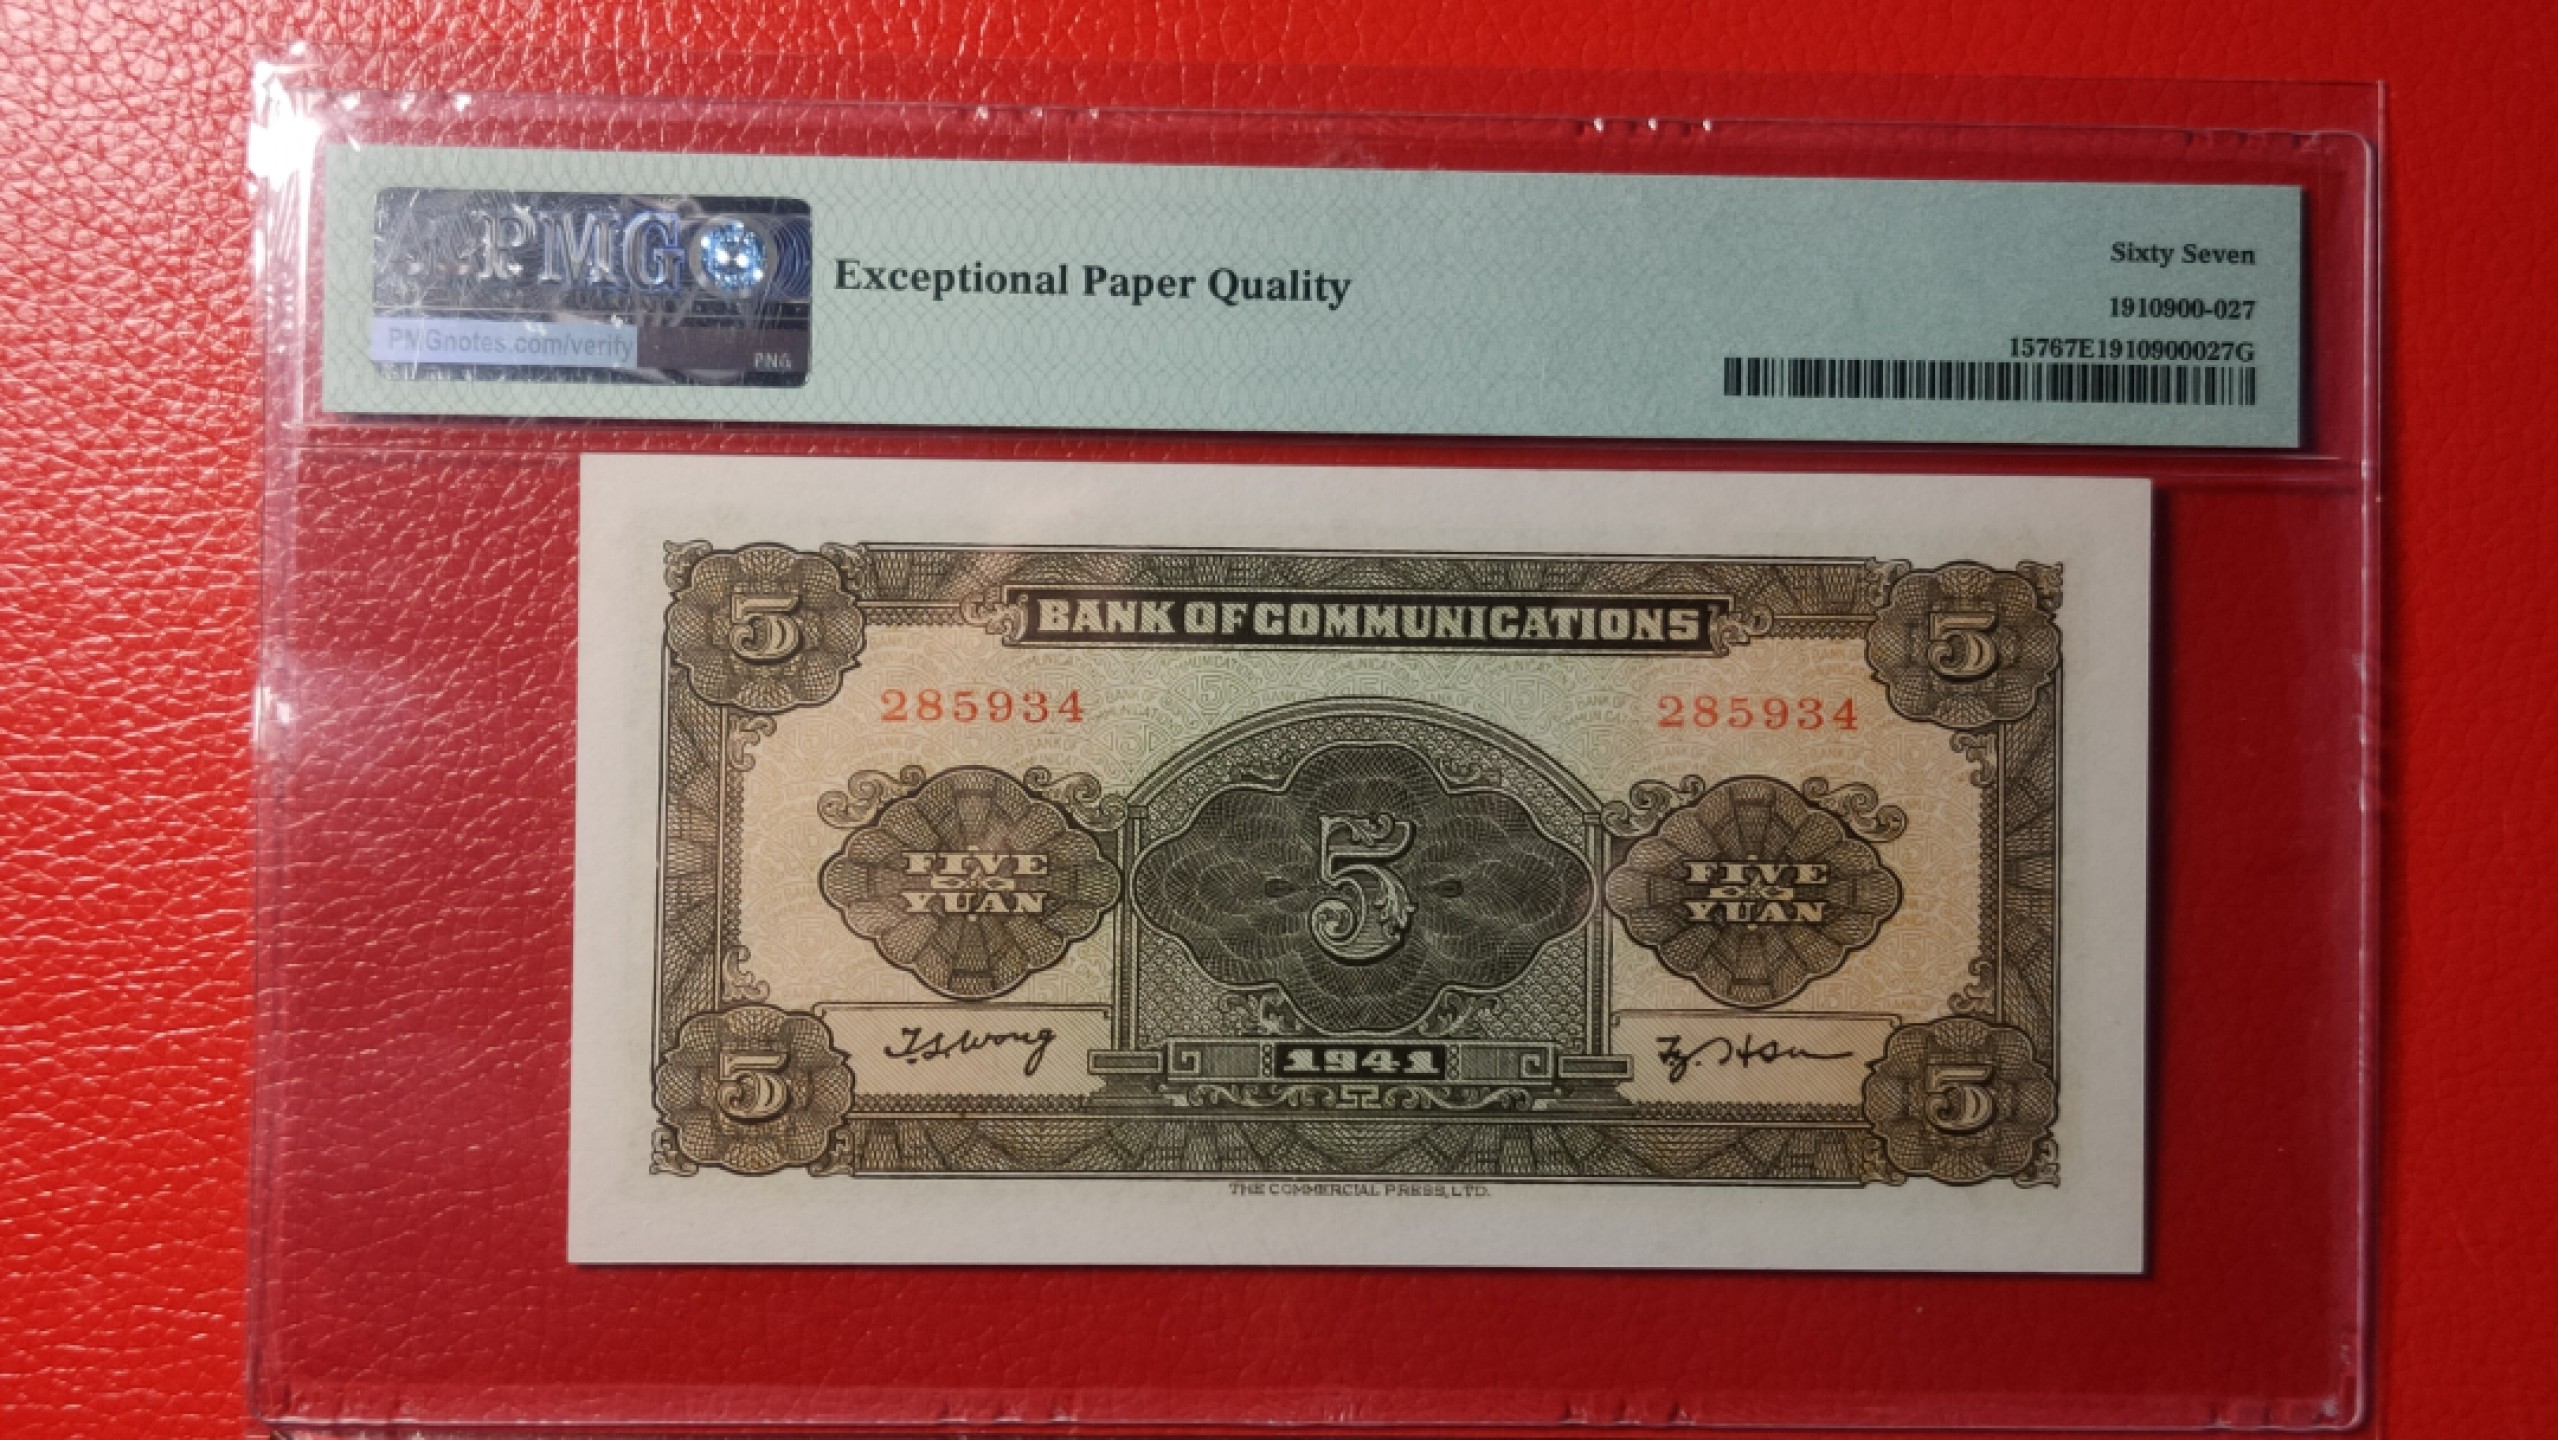 PMG
PMGnotes.com/verify
PNG
Exceptional Paper Quality
Sixty Seven
1910900-027
15767E1910900027G
5
5
BANK OF COMMUNICATIONS
285934
285934
5
FIVE
YUAN
FIVE
YUAN
T.S. Wong
1941
5
5
THE COMMERCIAL PRESS, LTD.